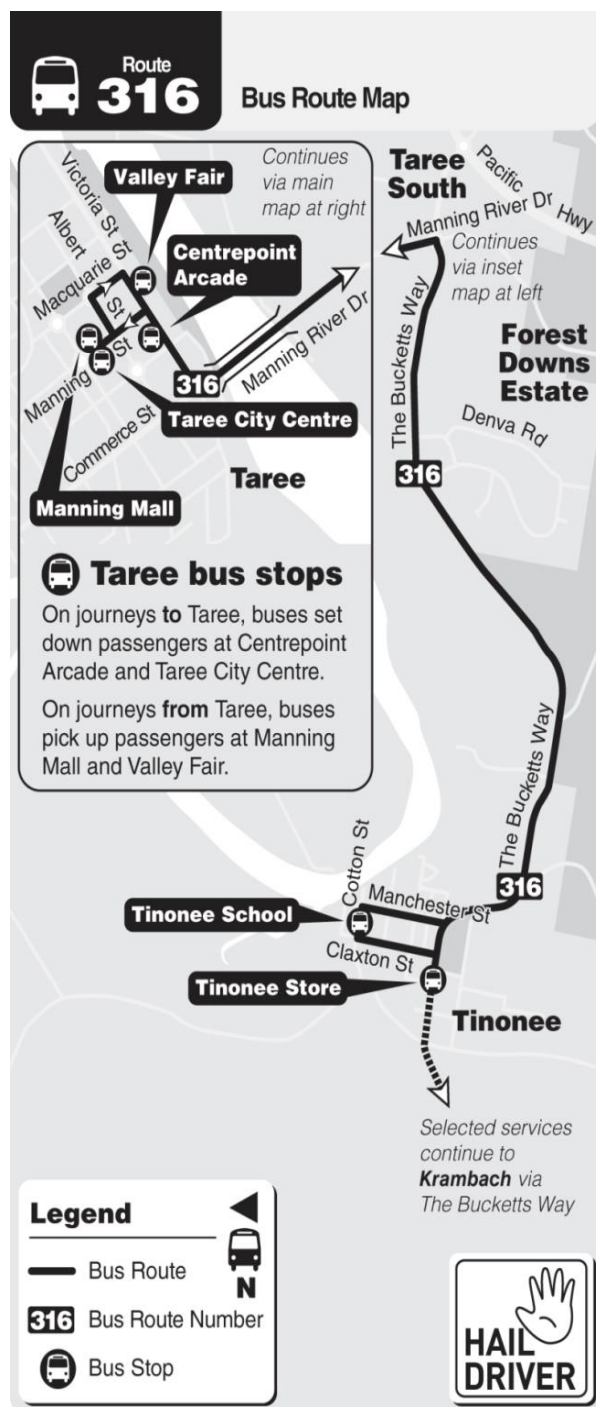 Route
316
Bus Route Map
Victoria St
Albert
St
Macquarie St
Valley Fair
Continues
via main
map at right
Centrepoint
Arcade
Manning River Dr
316
Manning St
Taree City Centre
Commerce St
Taree
Manning Mall
Taree bus stops
On journeys to Taree, buses set
down passengers at Centrepoint
Arcade and Taree City Centre.
On journeys from Taree, buses
pick up passengers at Manning
Mall and Valley Fair.
Taree
South
Pacific
Hwy
Manning River Dr
Continues
via inset
map at left
The Bucketts Way
Forest
Downs
Estate
Denva Rd
316
The Bucketts Way
316
Cotton St
Manchester St
Tinonee School
Claxton St
Tinonee Store
Tinonee
Selected services
continue to
Krambach via
The Bucketts Way
Legend
N
Bus Route
316 Bus Route Number
Bus Stop
HAIL
DRIVER